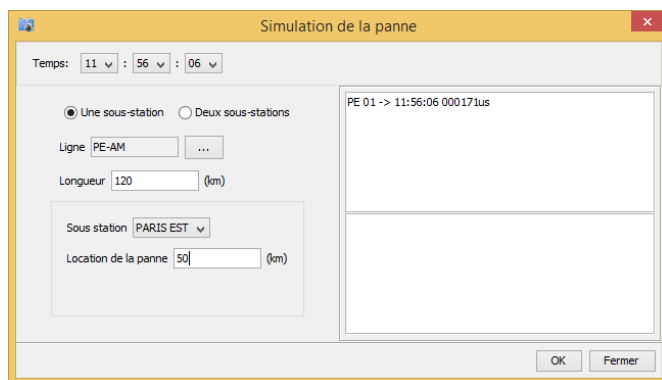 Simulation de la panne
Temps: 11 : 56 : 06
Une sous-station Deux sous-stations
Ligne PE-AM ...
Longueur 120 (km)
Sous station PARIS EST
Location de la panne 50 (km)
PE 01 -> 11:56:06 000171us
OK Fermer